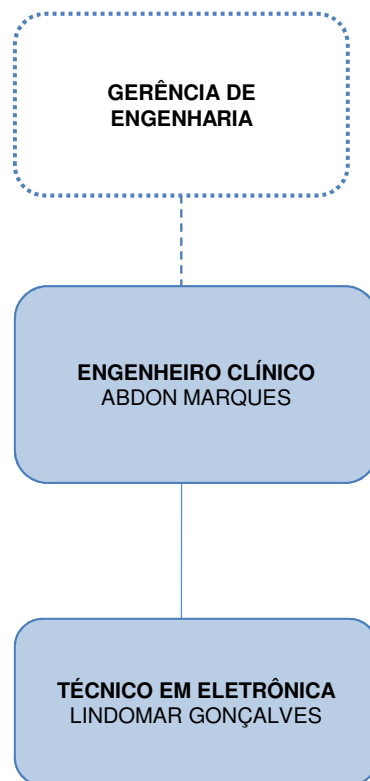 GERÊNCIA DE
ENGENHARIA
ENGENHEIRO CLÍNICO
ABDON MARQUES
TÉCNICO EM ELETRÔNICA
LINDOMAR GONÇALVES